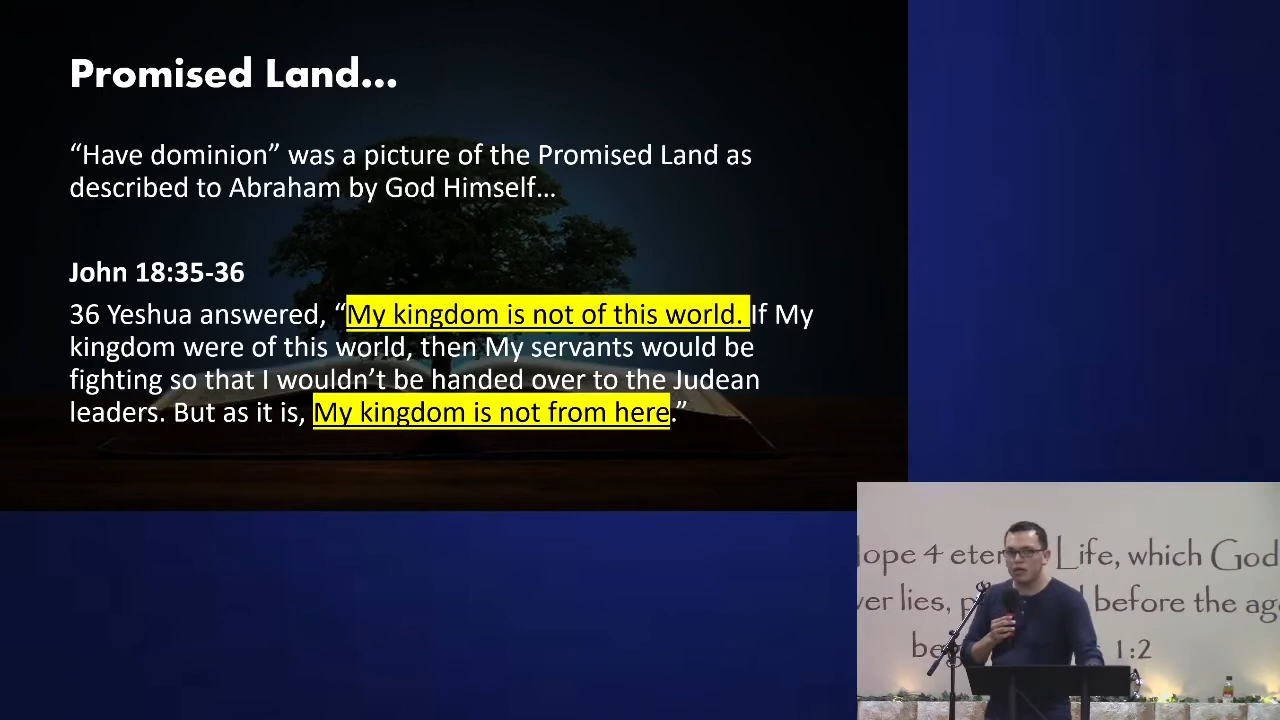 Promised Land...
“Have dominion” was a picture of the Promised Land as
described to Abraham by God Himself...
John 18:35-36
36 Yeshua answered, “My kingdom is not of this world. If My
kingdom were of this world, then My servants would be
fighting so that I wouldn’t be handed over to the Judean
leaders. But as it is, My kingdom is not from here.”
4 Life, which God
lies, before the
1:2